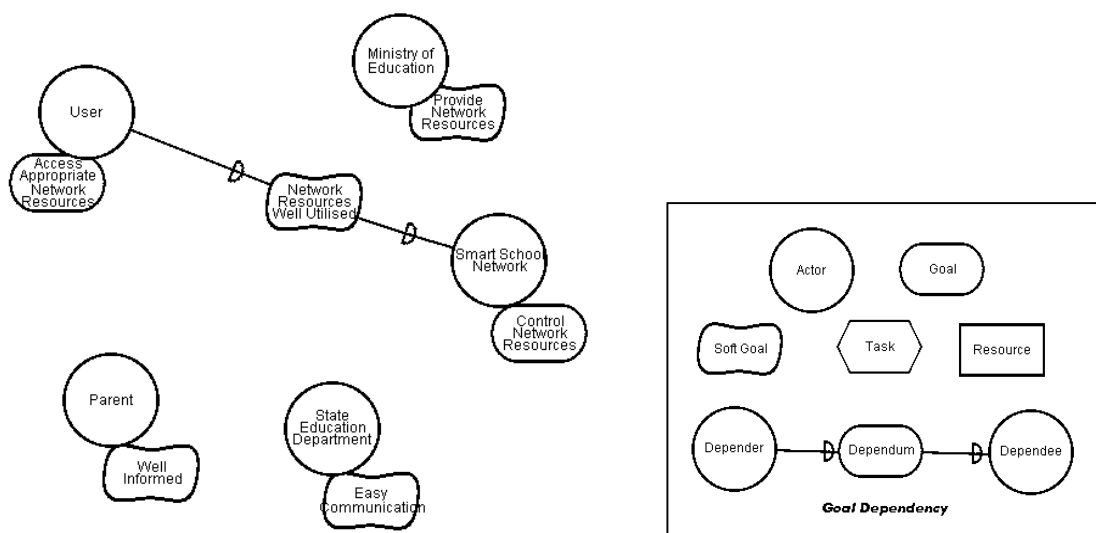 Ministry of
Education
Provide
Network
Resources
User
Access
Appropriate
Network
Resources
Network
Resources
Well Utilised
Smart School
Network
Control
Network
Resources
Parent
Well
Informed
State
Education
Department
Easy
Communication
Actor
Goal
Soft Goal
Task
Resource
Depender
Dependum
Dependee
Goal Dependency